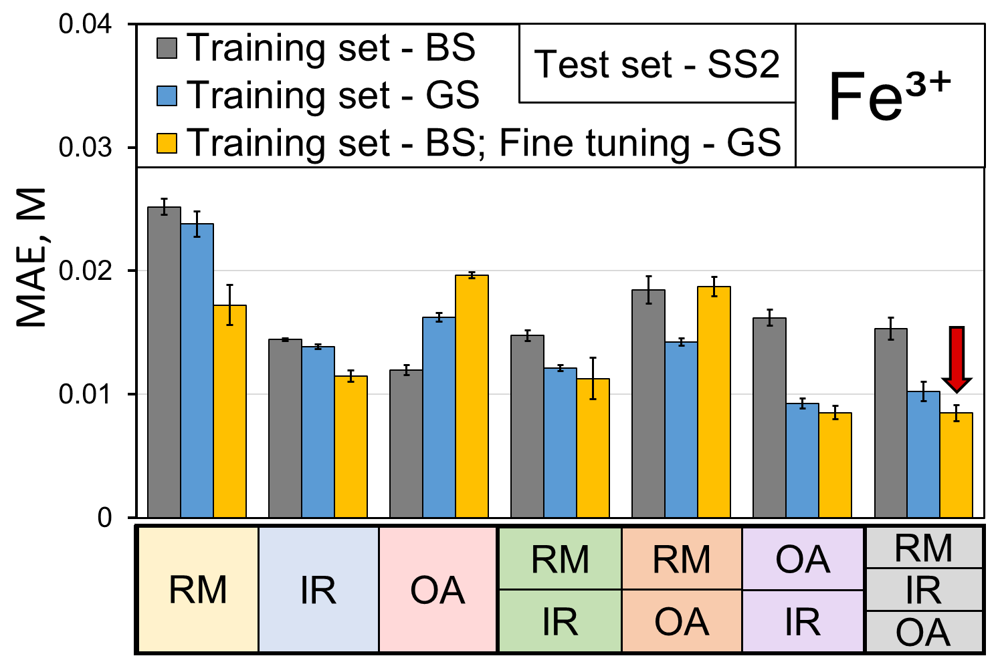 0.04
0.03
0.02
0.01
0
MAE, M
Training set - BS
Training set - GS
Training set - BS; Fine tuning - GS
Test set - SS2
Fe³⁺
RM
IR
OA
RM
IR
RM
OA
OA
IR
RM
IR
OA